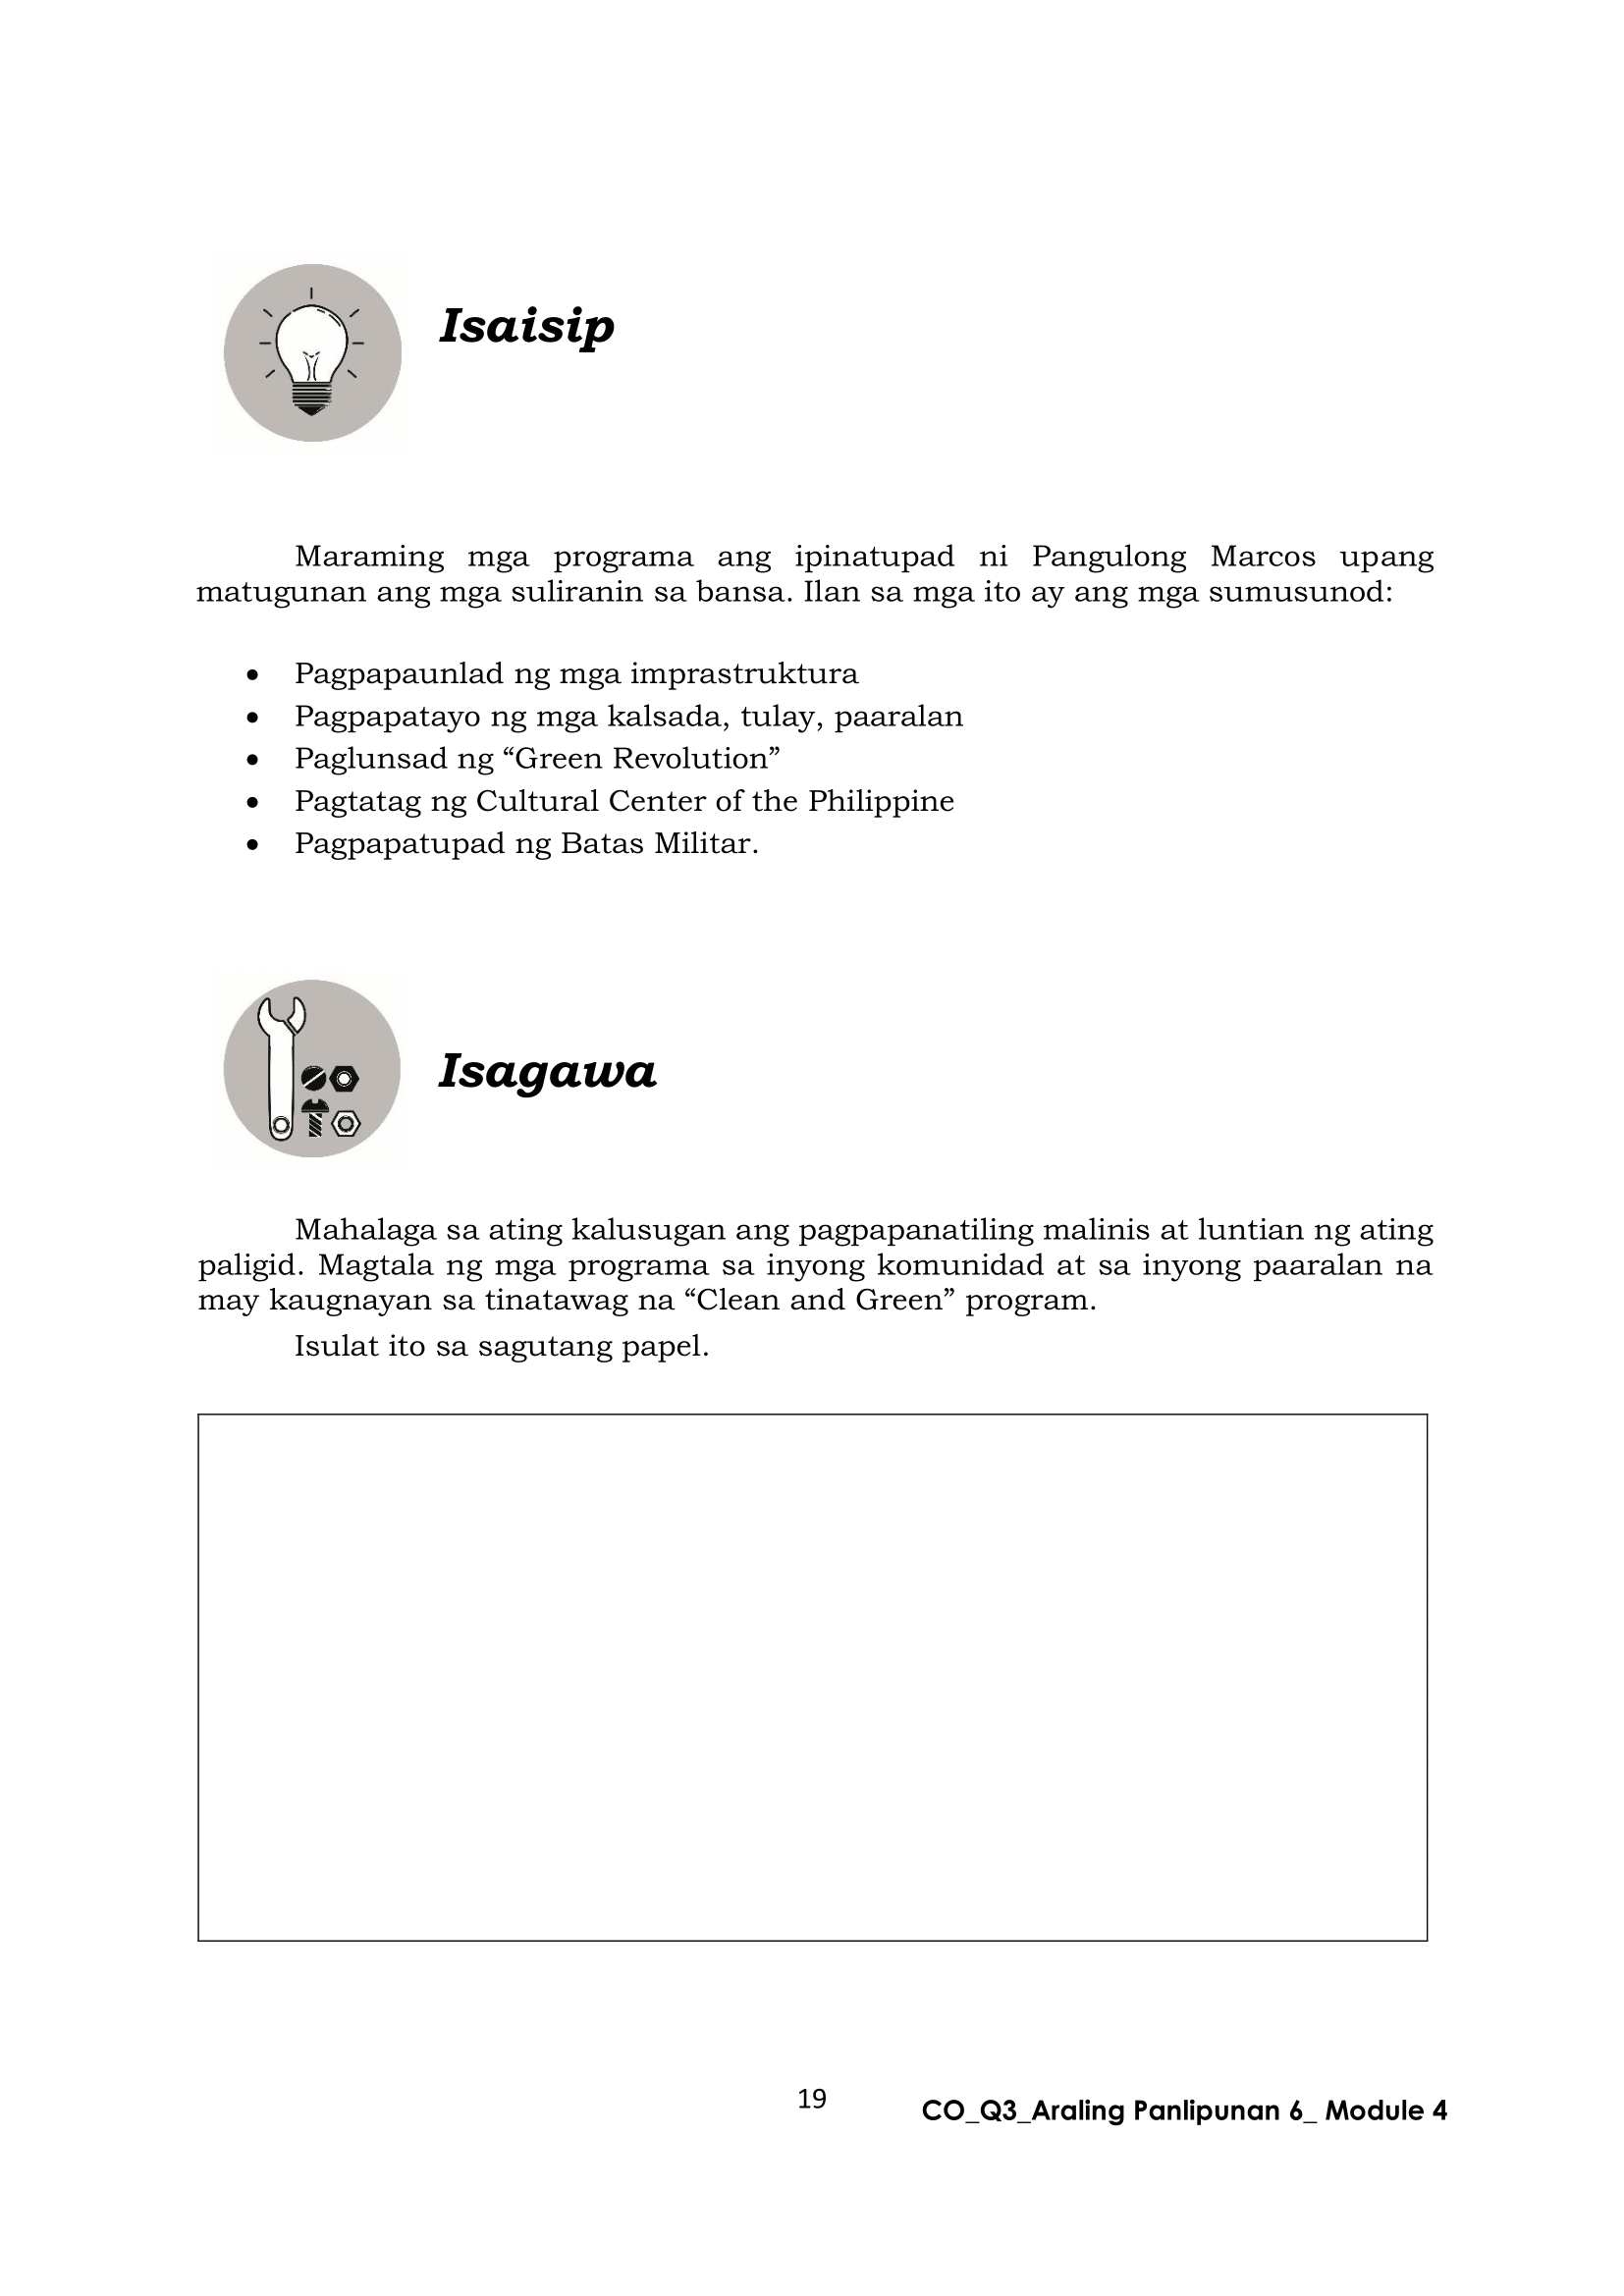 Isaisip
Maraming mga programa ang ipinatupad ni Pangulong Marcos upang
matugunan ang mga suliranin sa bansa. Ilan sa mga ito ay ang mga sumusunod:
• Pagpapaunlad ng mga imprastruktura
• Pagpapatayo ng mga kalsada, tulay, paaralan
• Paglunsad ng “Green Revolution”
• Pagtatag ng Cultural Center of the Philippine
• Pagpapatupad ng Batas Militar.
Isagawa
Mahalaga sa ating kalusugan ang pagpapanatiling malinis at luntian ng ating
paligid. Magtala ng mga programa sa inyong komunidad at sa inyong paaralan na
may kaugnayan sa tinatawag na “Clean and Green” program.
Isulat ito sa sagutang papel.
19
CO_Q3_Araling Panlipunan 6_ Module 4